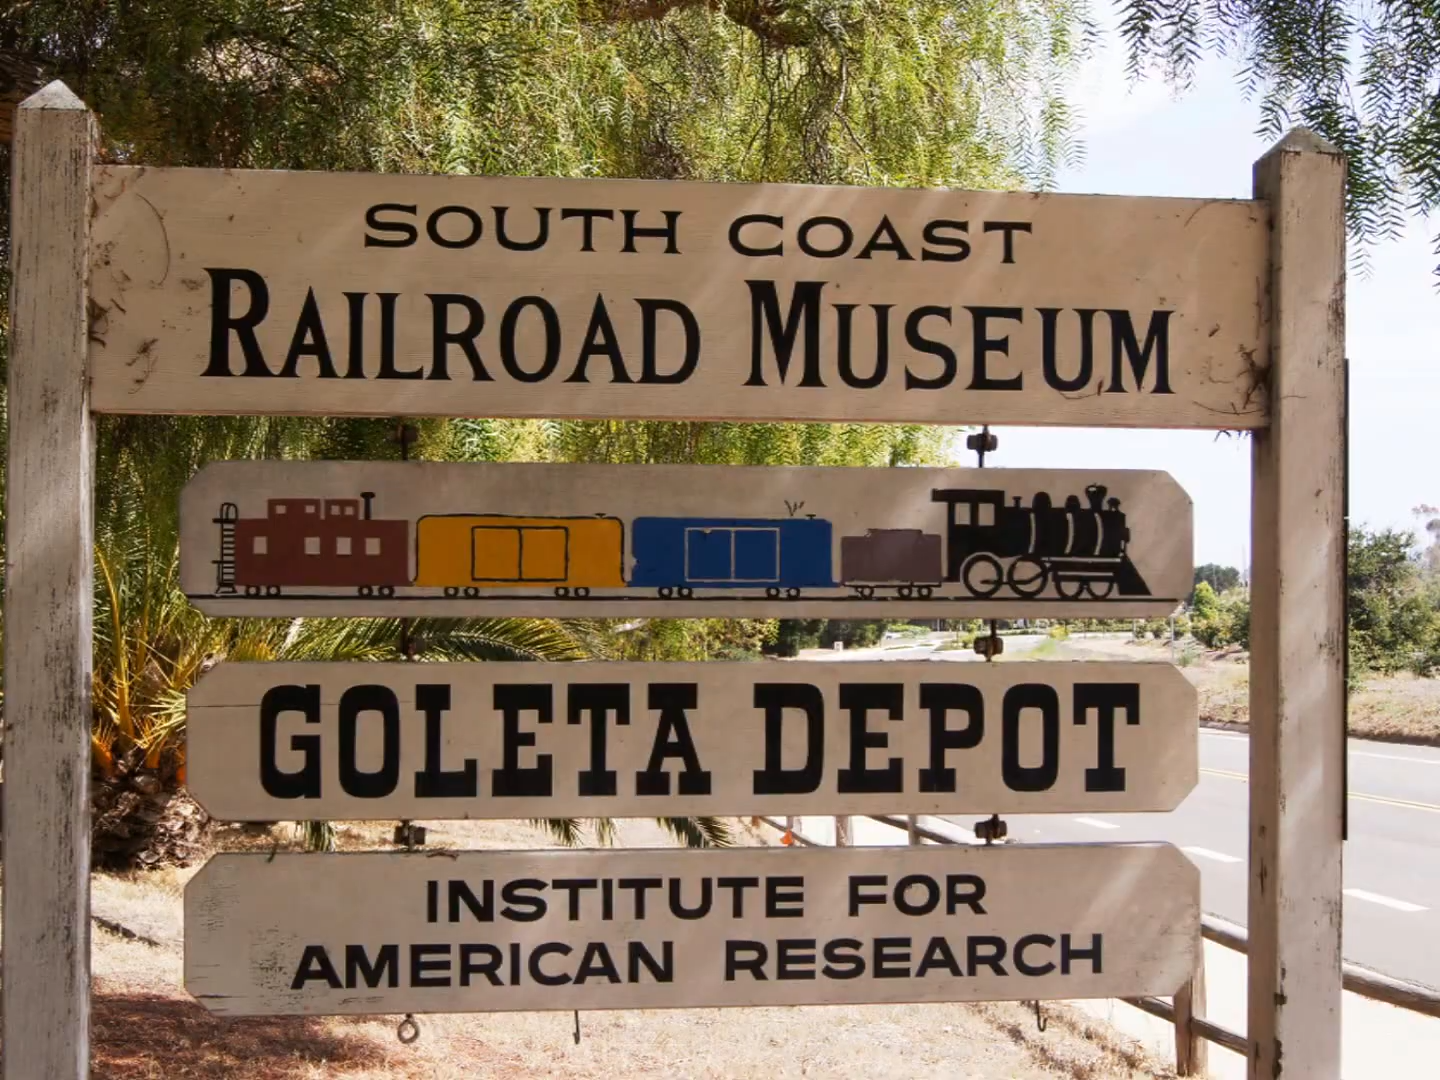 SOUTH COAST
RAILROAD MUSEUM
GOLETA DEPOT
INSTITUTE FOR
AMERICAN RESEARCH